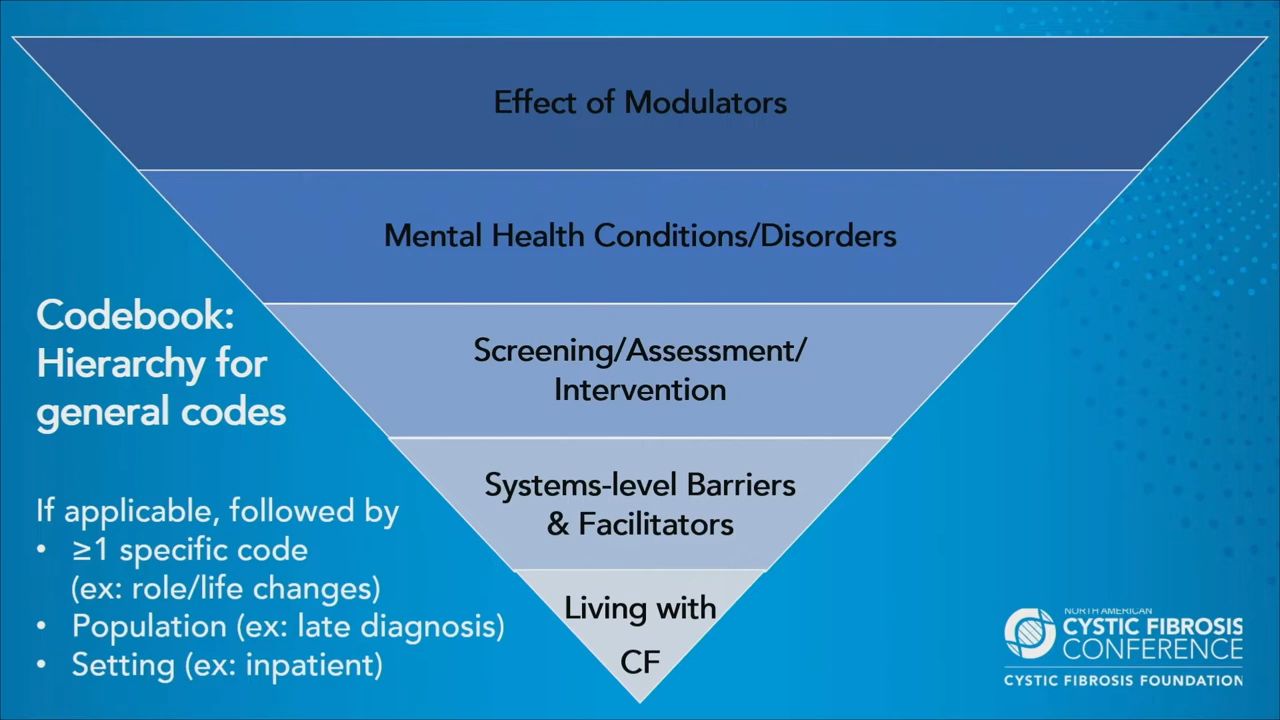 Effect of Modulators
Mental Health Conditions/Disorders
Screening/Assessment/
Intervention
Systems-level Barriers
& Facilitators
Living with
CF
Codebook:
Hierarchy for
general codes
If applicable, followed by
• ≥1 specific code
(ex: role/life changes)
• Population (ex: late diagnosis)
• Setting (ex: inpatient)
NORTH AMERICAN
CYSTIC FIBROSIS
CONFERENCE
CYSTIC FIBROSIS FOUNDATION